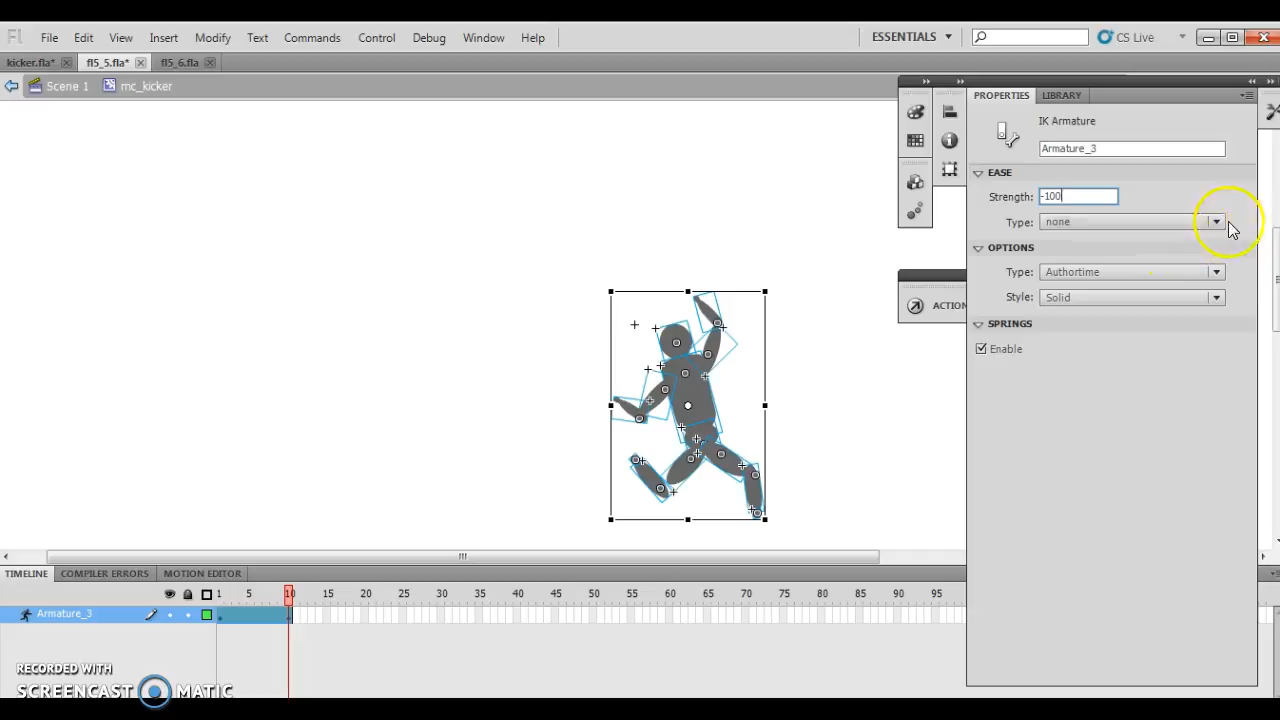 Fl File Edit View Insert Modify Text Commands Control Debug Window Help ESSENTIALS CS Live
kicker.fla* fl5_5.fla* fl5_6.fla
Scene 1 mc_kicker
PROPERTIES LIBRARY
IK Armature
Armature_3
EASE
Strength: -100
Type: none
OPTIONS
Type: Authortime
Style: Solid
SPRINGS
Enable
ACTION
TIMELINE COMPILER ERRORS MOTION EDITOR
1 5 10 15 20 25 30 35 40 45 50 55 60 65 70 75 80 85 90 95
Armature_3
RECORDED WITH
SCREENCAST MATIC